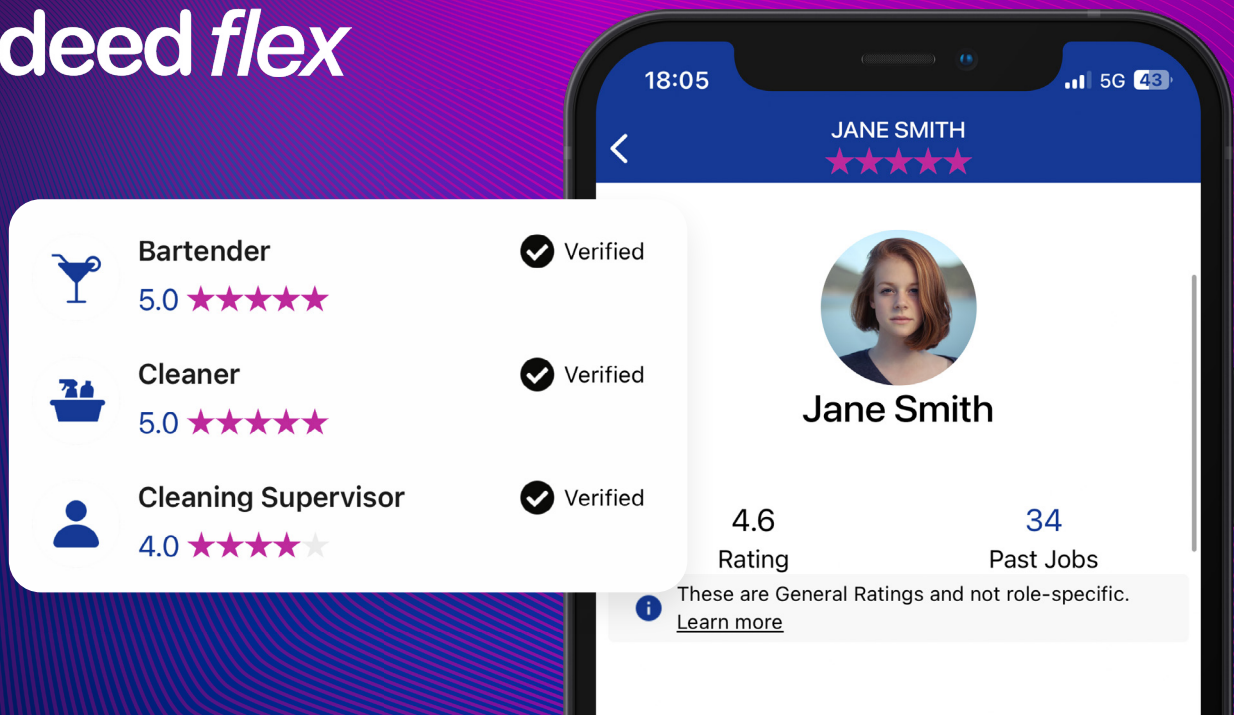 deed flex
18:05
5G 43
JANE SMITH
Bartender
Verified
5.0
Cleaner
Verified
5.0
Cleaning Supervisor
Verified
4.0
Jane Smith
4.6
Rating
34
Past Jobs
These are General Ratings and not role-specific.
Learn more